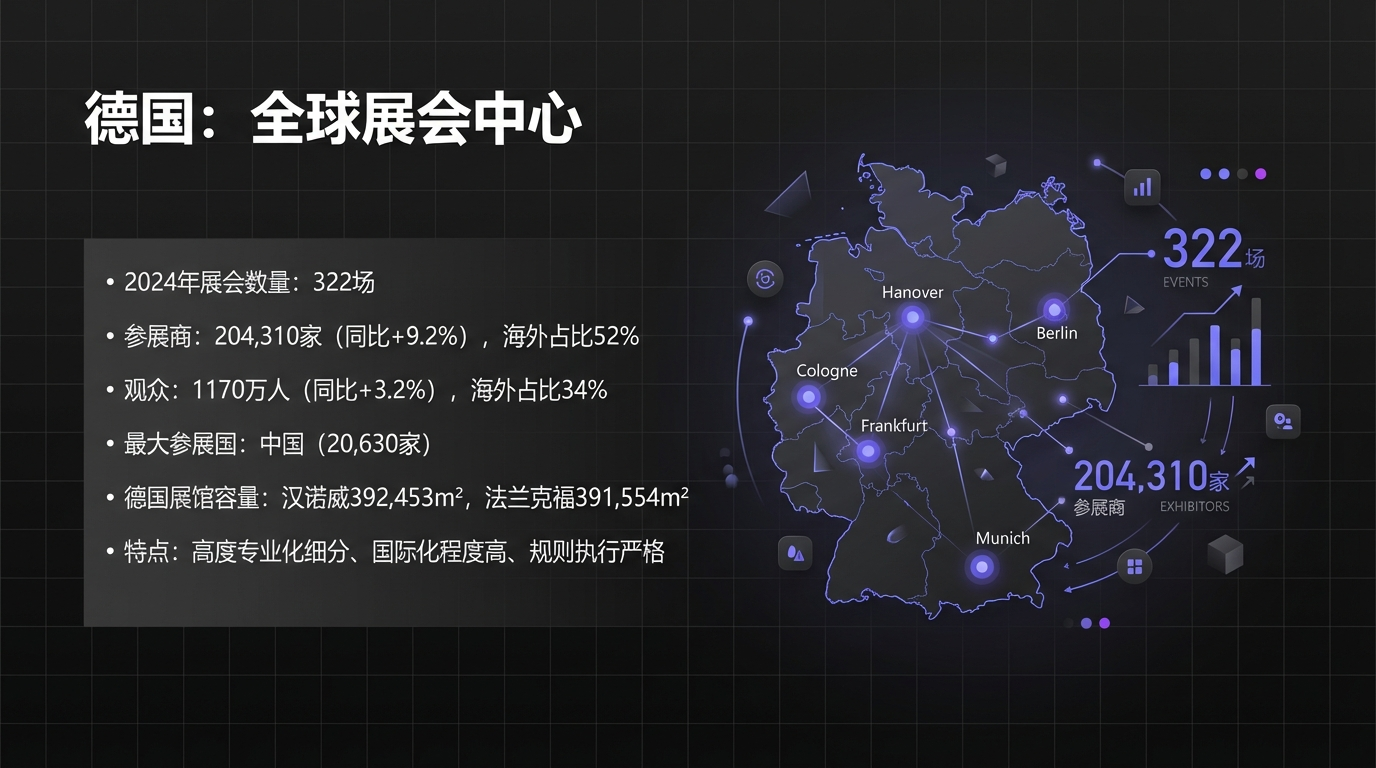 德国：全球展会中心
• 2024年展会数量：322场
• 参展商：204,310家（同比+9.2%），海外占比52%
• 观众：1170万人（同比+3.2%），海外占比34%
• 最大参展国：中国（20,630家）
• 德国展馆容量：汉诺威392,453m²，法兰克福391,554m²
• 特点：高度专业化细分、国际化程度高、规则执行严格
322场
EVENTS
Hanover
Berlin
Cologne
Frankfurt
204,310家
参展商 EXHIBITORS
Munich